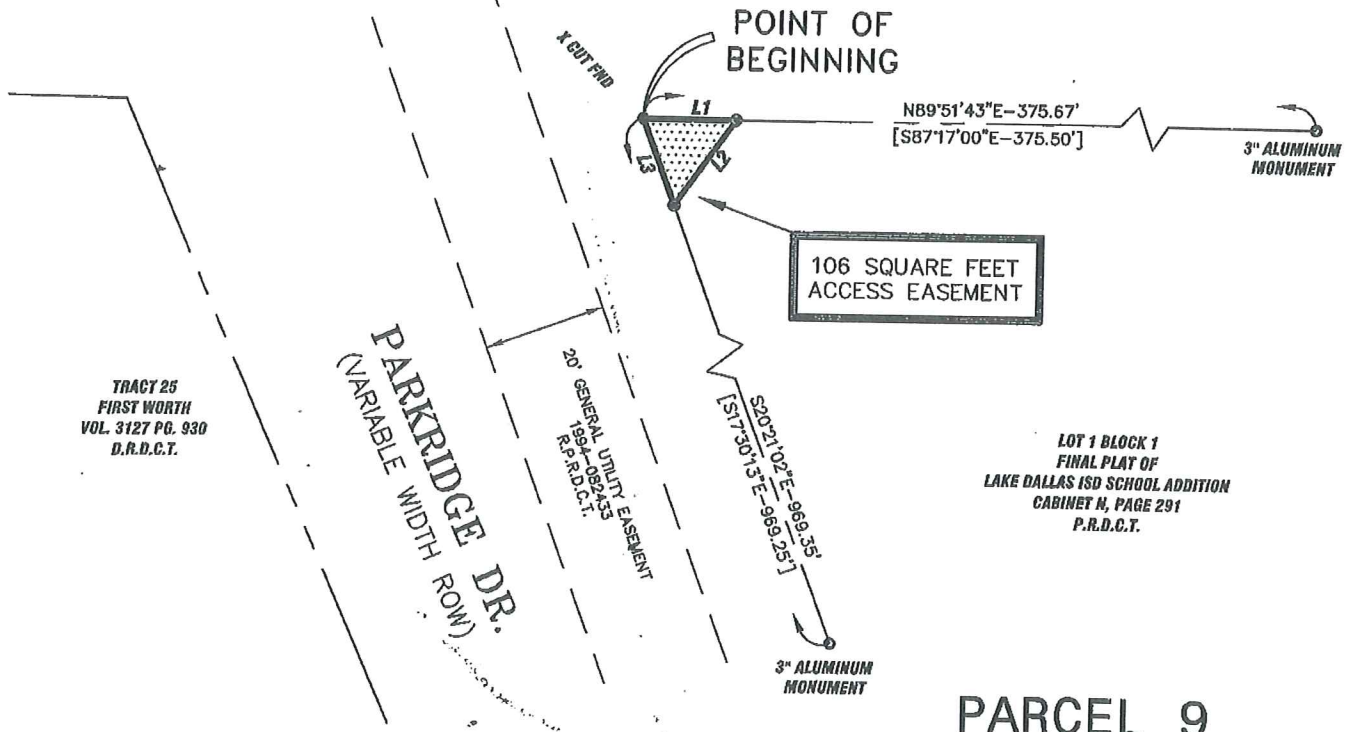 POINT OF
BEGINNING
X CUT FND
L1
L2
L3
N89°51'43"E-375.67'
[S87°17'00"E-375.50']
3" ALUMINUM
MONUMENT
106 SQUARE FEET
ACCESS EASEMENT
TRACT 25
FIRST WORTH
VOL. 3127 PG. 930
D.R.D.C.T.
PARKRIDGE DR.
(VARIABLE WIDTH ROW)
20' GENERAL UTILITY EASEMENT
1994-082433
R.P.R.D.C.T.
S20°21'02"E-969.35'
[S17°30'13"E-969.25']
LOT 1 BLOCK 1
FINAL PLAT OF
LAKE DALLAS ISD SCHOOL ADDITION
CABINET N, PAGE 291
P.R.D.C.T.
3" ALUMINUM
MONUMENT
PARCEL 9